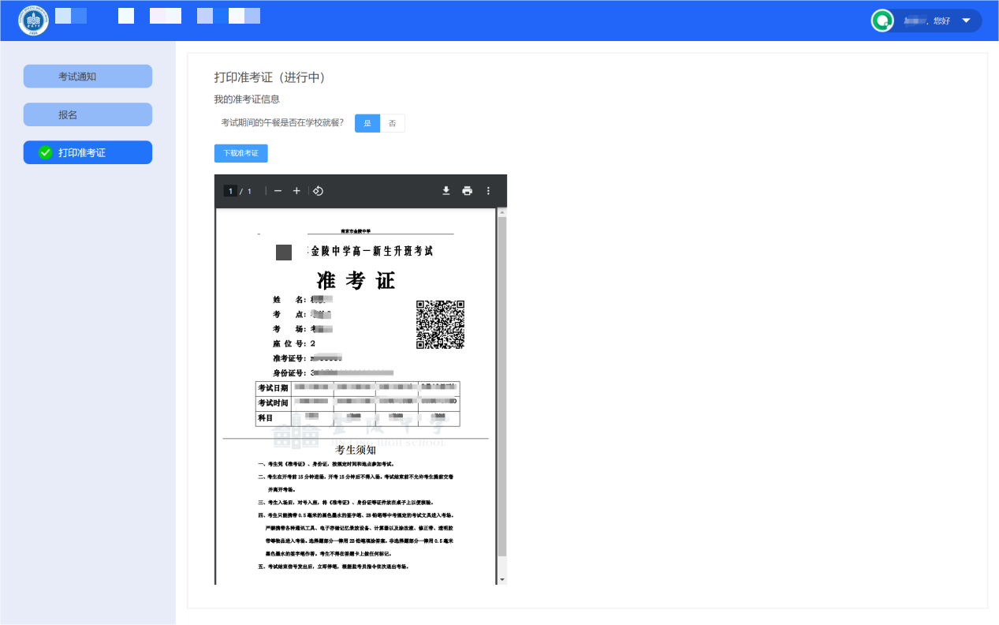 您好
考试通知
报名
打印准考证
打印准考证（进行中）
我的准考证信息
考试期间的午餐是否在学校就餐？ 是 否
下载准考证
1 / 1
南京市金陵中学
金陵中学高一新生升班考试
准考证
姓 名：
考 点：
考 场：考
座位号：2
准考证号：
身份证号：3
考试日期
考试时间
科目
金陵中学
JIN LING HIGH SCHOOL
考生须知
一、考生凭《准考证》、身份证，按规定时间和地点参加考试。
二、考生在开考前 15 分钟进场，开考 15 分钟后不得入场。考试结束前不允许考生提前交卷
并离开考场。
三、考生入场后，对号入座，将《准考证》、身份证等证件放在桌子上以便核验。
四、考生只能携带 0.5 毫米的黑色墨水的签字笔、2B 铅笔等中考规定的考试文具进入考场。
严禁携带各种通讯工具、电子存储记忆录放设备、计算器以及涂改液、修正带、透明胶
带等物品进入考场。选择题部分一律用 2B 铅笔填涂答案，非选择题部分一律用 0.5 毫米
黑色墨水的签字笔作答。考生不得在答题卡上做任何标记。
五、考试结束信号发出后，立即停笔，根据监考员指令依次退出考场。